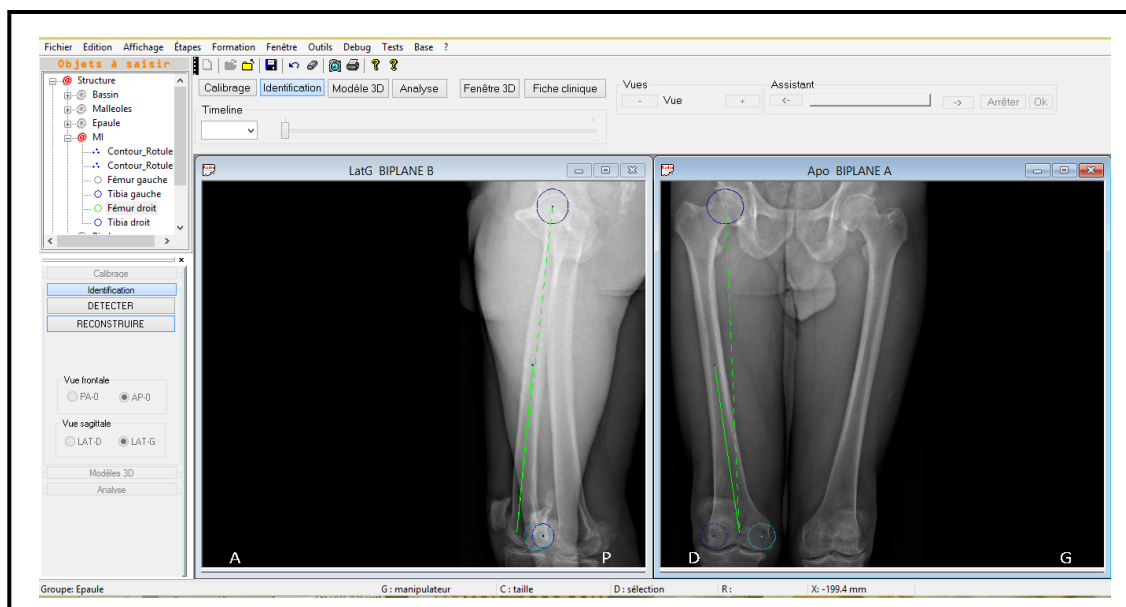 Fichier Edition Affichage Étapes Formation Fenêtre Outils Debug Tests Base ?
Objets à saisir
Structure
Bassin
Malleoles
Epaule
MI
Contour_Rotule
Contour_Rotule
Fémur gauche
Tibia gauche
Fémur droit
Tibia droit
Calibrage Identification Modèle 3D Analyse Fenêtre 3D Fiche clinique
Timeline
Vues
- Vue +
Assistant
<- -> Arrêter Ok
Calibrage
Identification
DETECTER
RECONSTRUIRE
Vue frontale
PA-0 AP-0
Vue sagittale
LAT-D LAT-G
Modèles 3D
Analyse
LatG BIPLANE B
A P
Apo BIPLANE A
D G
Groupe: Epaule G : manipulateur C : taille D : sélection R : X: -199.4 mm